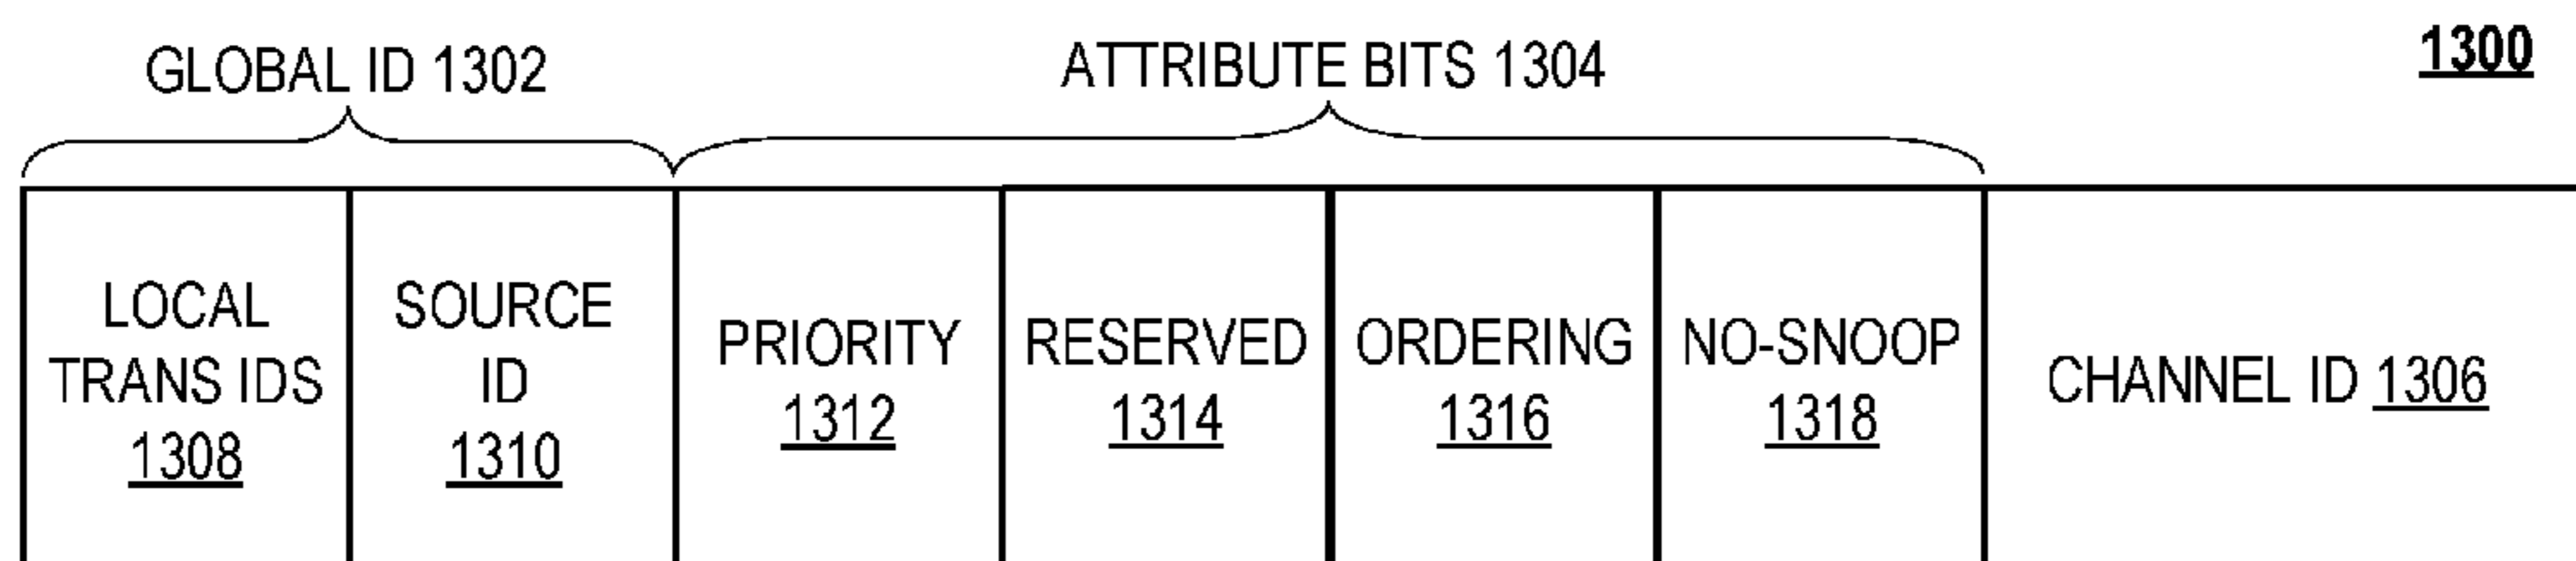 GLOBAL ID 1302
ATTRIBUTE BITS 1304
1300
LOCAL
TRANS IDS
1308
SOURCE
ID
1310
PRIORITY
1312
RESERVED
1314
ORDERING
1316
NO-SNOOP
1318
CHANNEL ID 1306